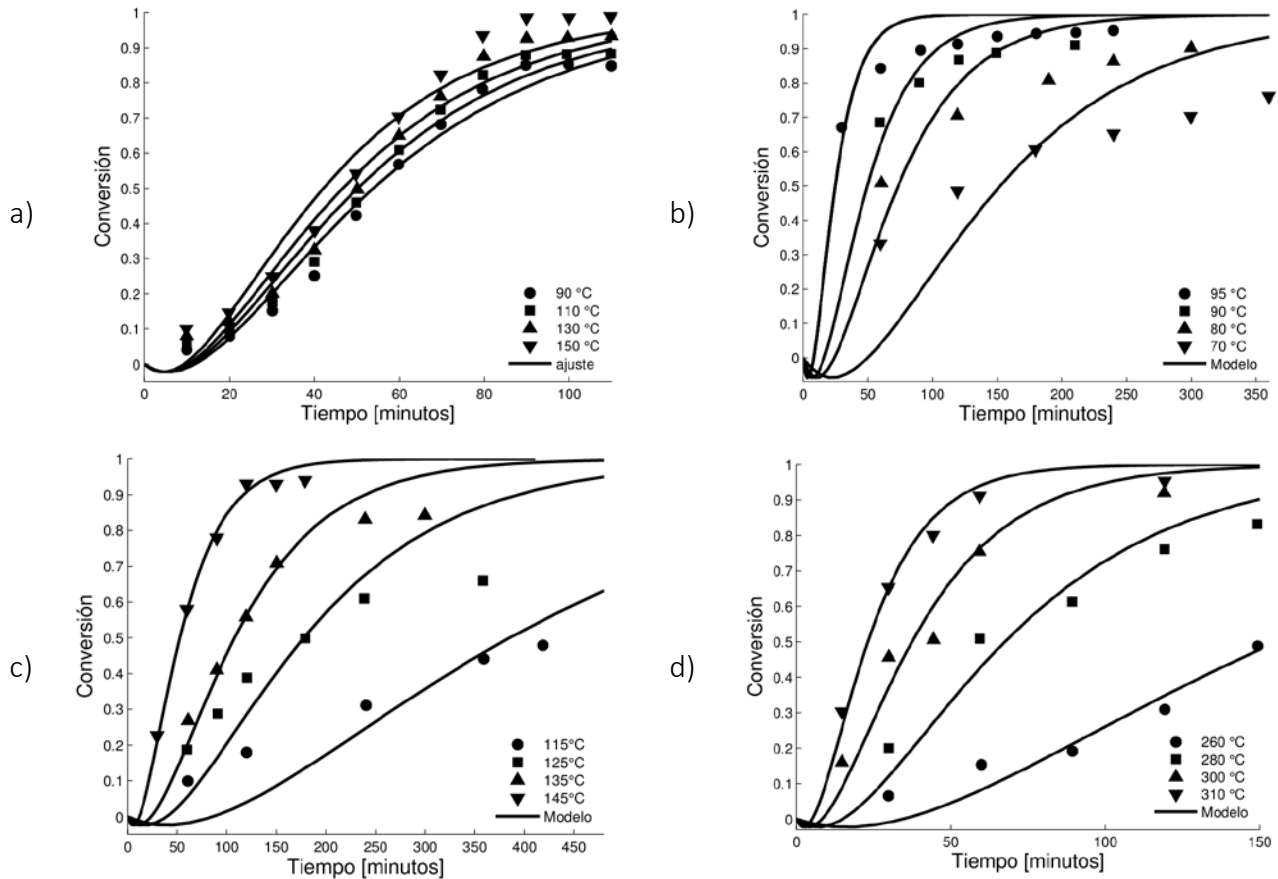 a)
Conversión
1
0.9
0.8
0.7
0.6
0.5
0.4
0.3
0.2
0.1
0
0 20 40 60 80 100
Tiempo [minutos]
90 °C
110 °C
130 °C
150 °C
ajuste
b)
Conversión
1
0.9
0.8
0.7
0.6
0.5
0.4
0.3
0.2
0.1
0
0 50 100 150 200 250 300 350
Tiempo [minutos]
95 °C
90 °C
80 °C
70 °C
Modelo
c)
Conversión
1
0.9
0.8
0.7
0.6
0.5
0.4
0.3
0.2
0.1
0
0 50 100 150 200 250 300 350 400 450
Tiempo [minutos]
115°C
125°C
135°C
145°C
Modelo
d)
Conversión
1
0.9
0.8
0.7
0.6
0.5
0.4
0.3
0.2
0.1
0
0 50 100 150
Tiempo [minutos]
260 °C
280 °C
300 °C
310 °C
Modelo